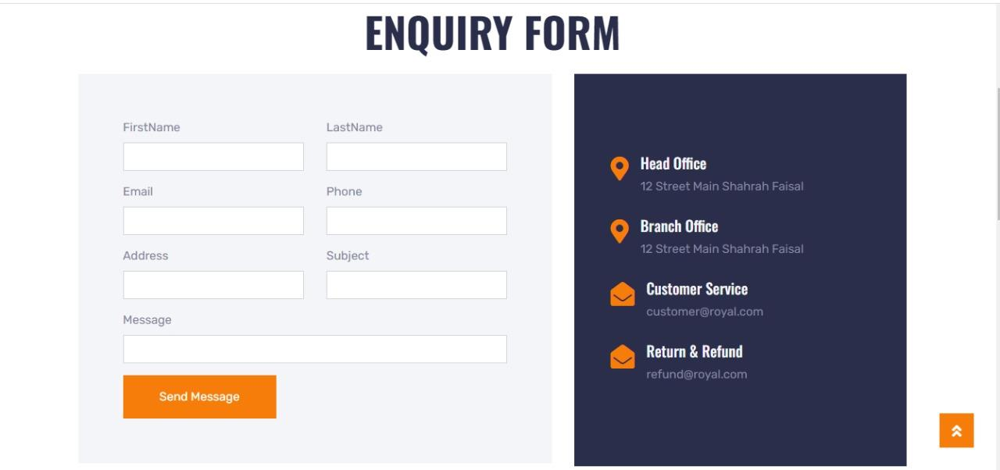 ENQUIRY FORM
FirstName
LastName
Email
Phone
Address
Subject
Message
Send Message
Head Office
12 Street Main Shahrah Faisal
Branch Office
12 Street Main Shahrah Faisal
Customer Service
customer@royal.com
Return & Refund
refund@royal.com